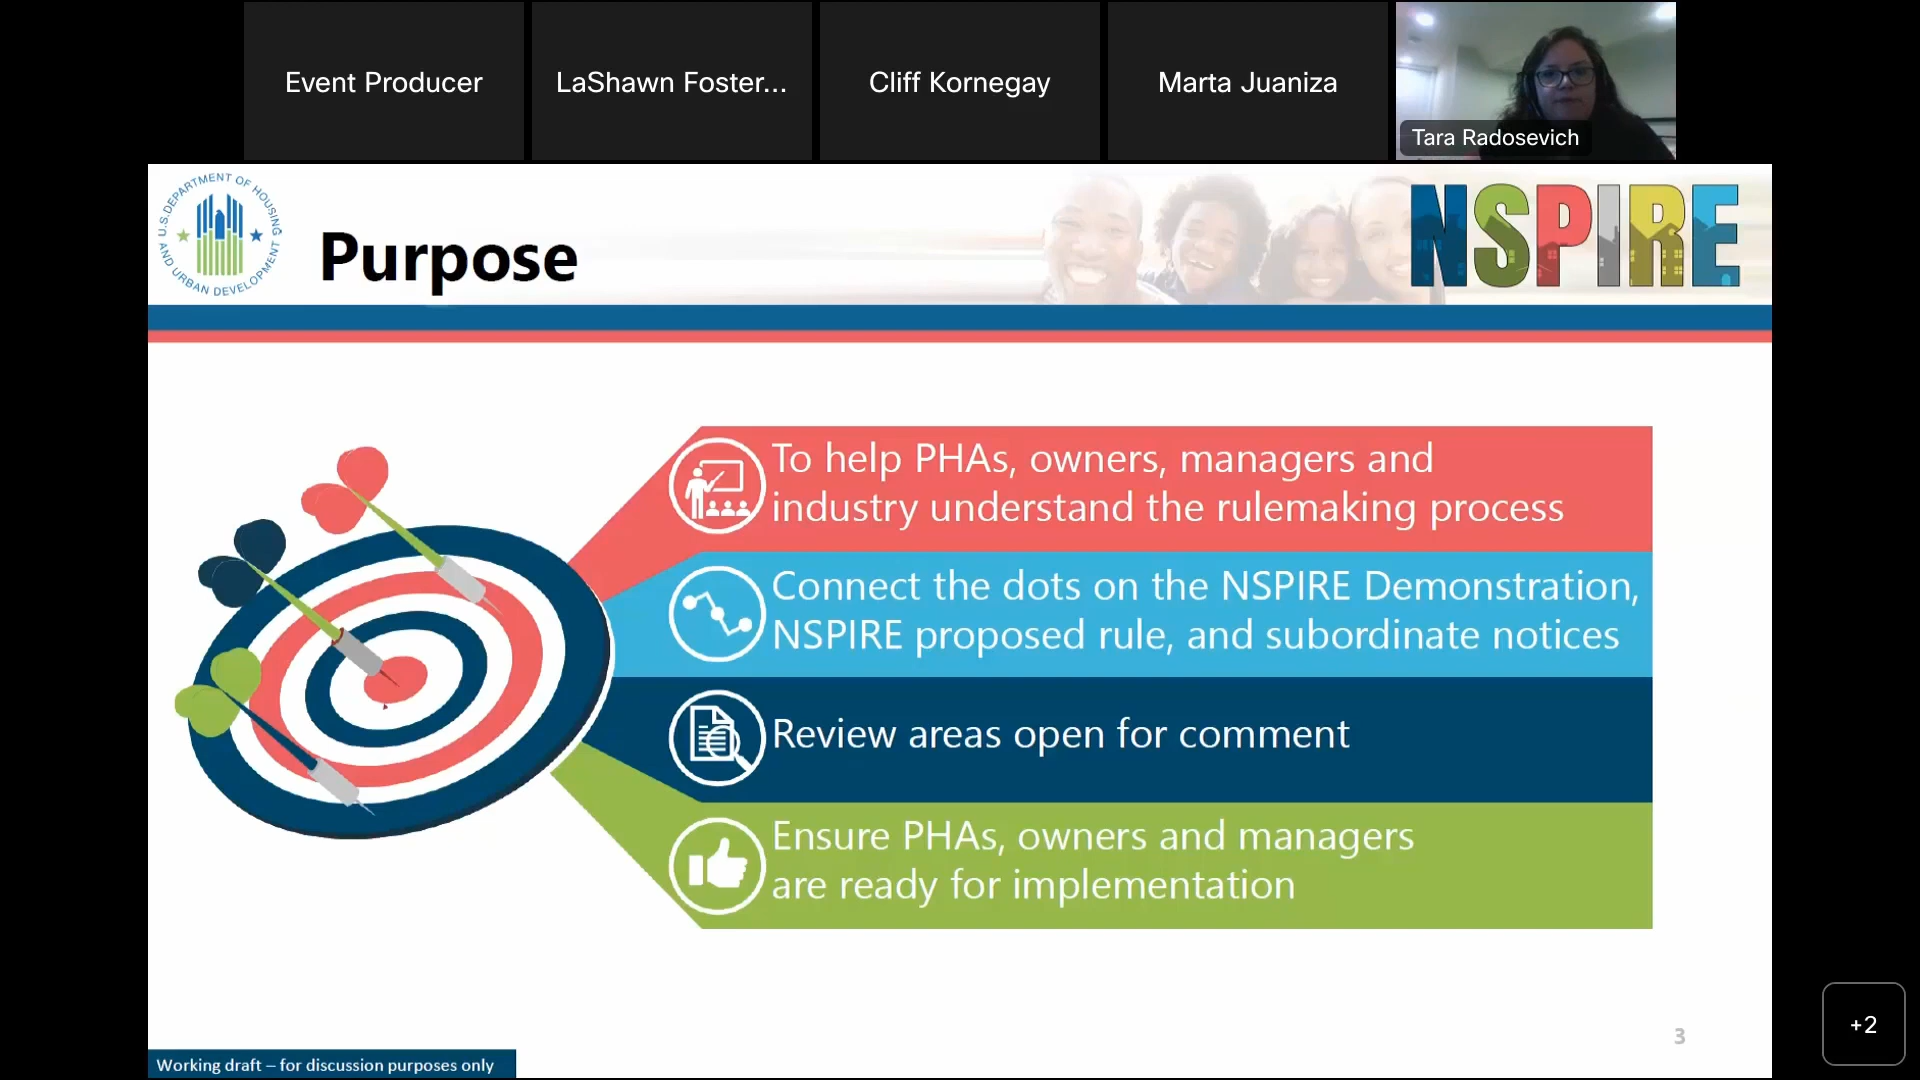 Event Producer
LaShawn Foster...
Cliff Kornegay
Marta Juaniza
Tara Radosevich
U.S.DEPARTMENT OF HOUSING
AND URBAN DEVELOPMENT
Purpose
NSPIRE
To help PHAs, owners, managers and
industry understand the rulemaking process
Connect the dots on the NSPIRE Demonstration,
NSPIRE proposed rule, and subordinate notices
Review areas open for comment
Ensure PHAs, owners and managers
are ready for implementation
3
Working draft – for discussion purposes only
+2